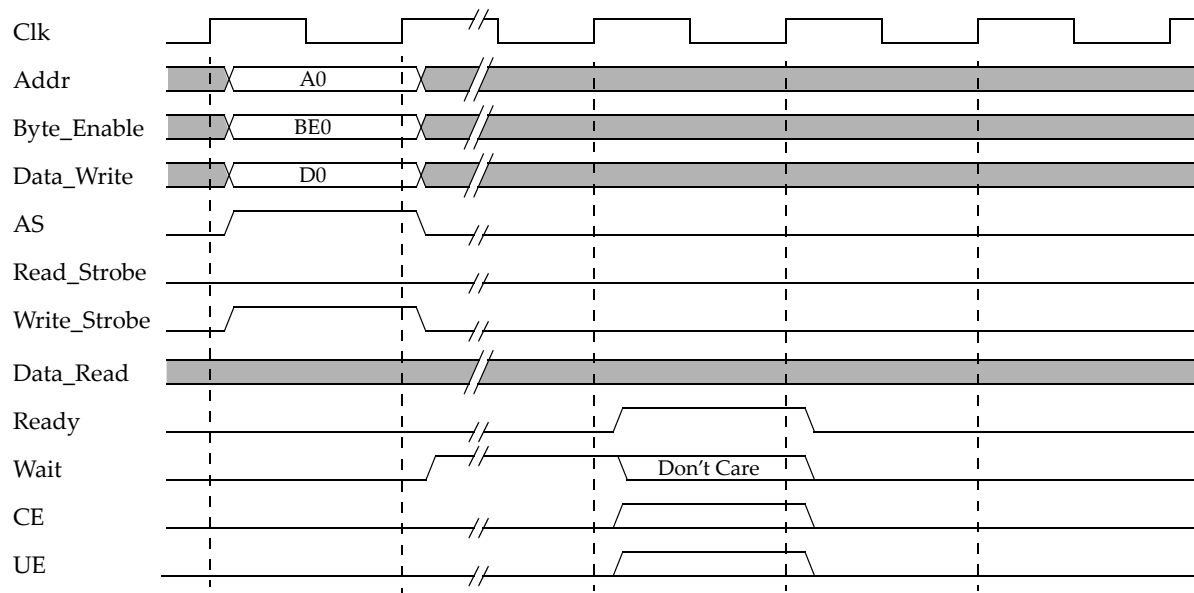 Clk
Addr
A0
Byte_Enable
BE0
Data_Write
D0
AS
Read_Strobe
Write_Strobe
Data_Read
Ready
Wait
Don't Care
CE
UE